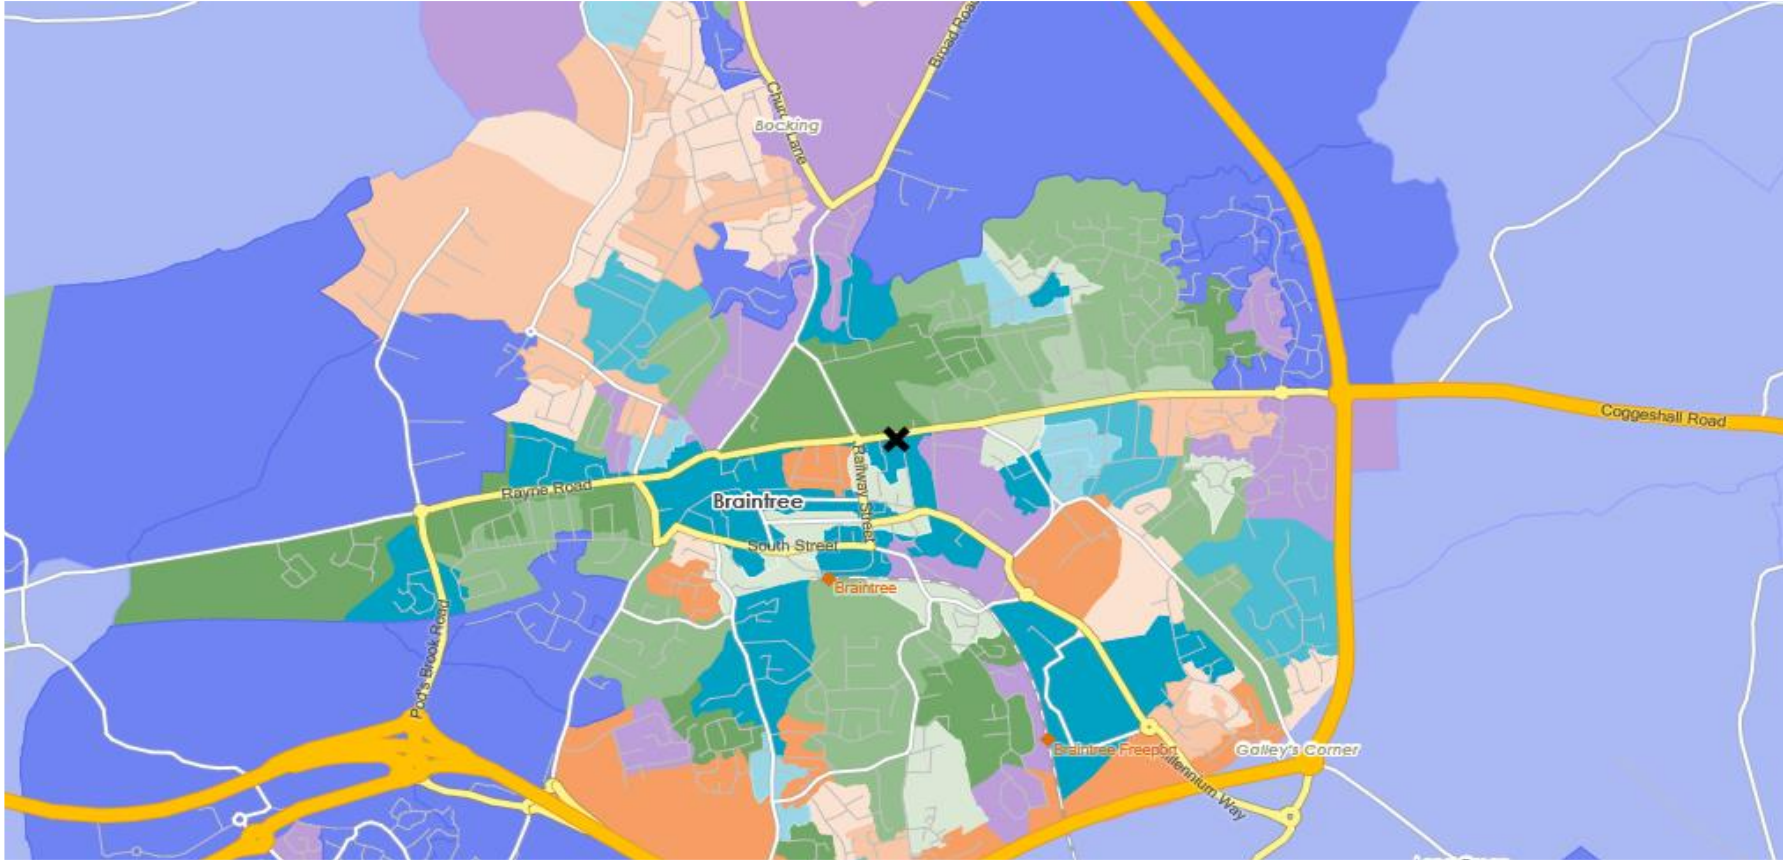 Broad Road
Church Lane
Bocking
Coggeshall Road
Railway Street
Rayne Road
Braintree
South Street
Braintree
Pod's Brook Road
Braintree Freeport
Galley's Corner
Millennium Way